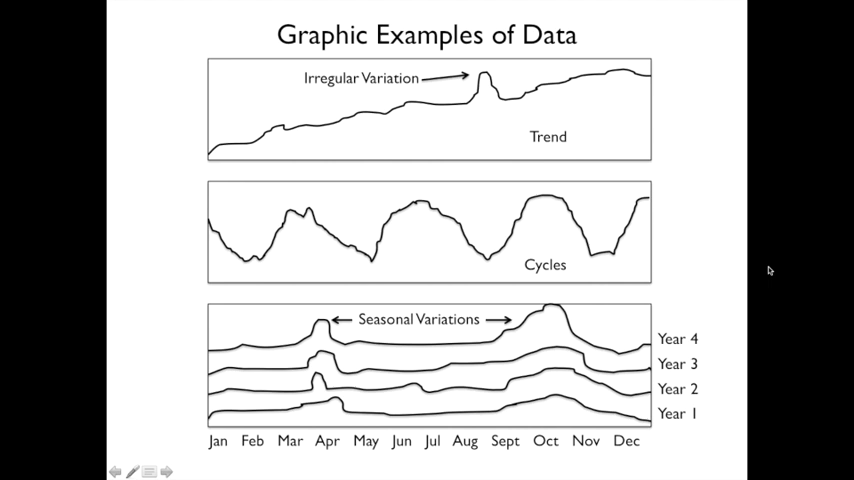 Graphic Examples of Data
Irregular Variation
Trend
Cycles
Seasonal Variations
Year 4
Year 3
Year 2
Year 1
Jan Feb Mar Apr May Jun Jul Aug Sept Oct Nov Dec